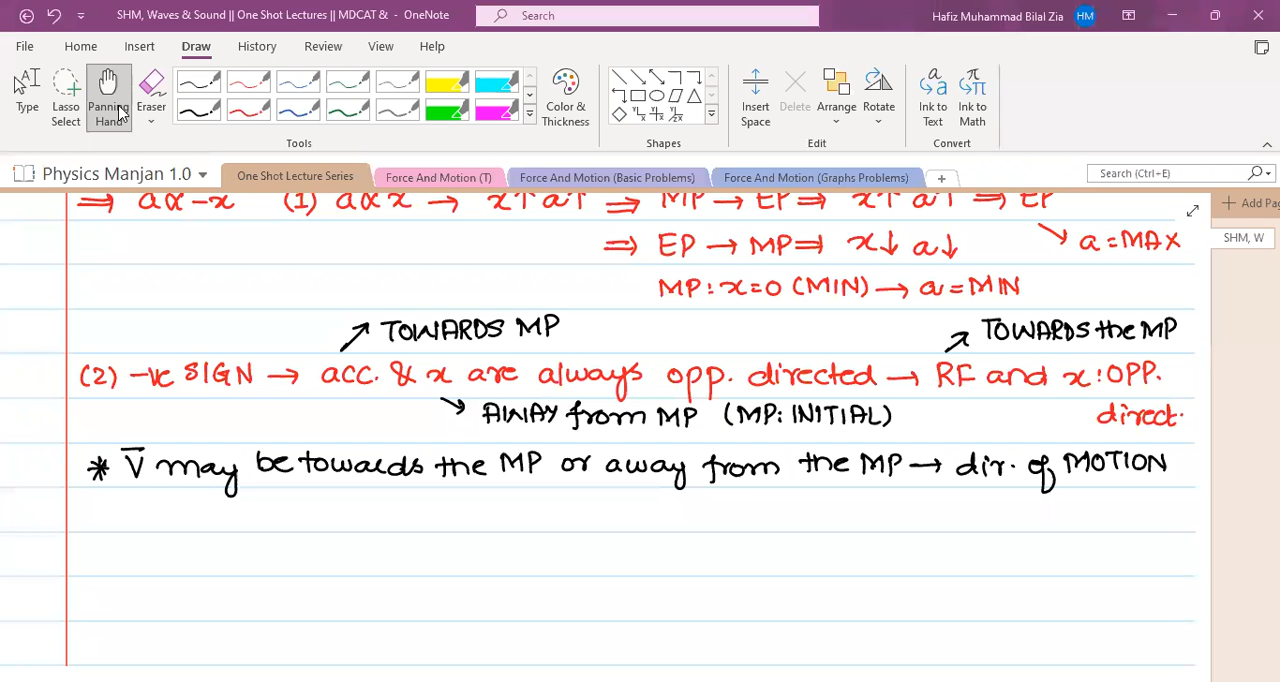 SHM, Waves & Sound || One Shot Lectures || MDCAT & - OneNote
Search
Hafiz Muhammad Bilal Zia HM
File Home Insert Draw History Review View Help
Type Lasso Select Panning Hand Eraser Color & Thickness Insert Space Delete Arrange Rotate Ink to Text Ink to Math
Tools Shapes Edit Convert
Physics Manjan 1.0 One Shot Lecture Series Force And Motion (T) Force And Motion (Basic Problems) Force And Motion (Graphs Problems) + Search (Ctrl+E)
+ Add Pag
SHM, W
⇒ a∝-x (1) a∝x → x↑ a↑ ⇒ MP → EP ⇒ x↑ a↑ ⇒ EP
⇒ EP → MP ⇒ x↓ a↓ a=MAX
MP: x=0 (MIN) → a=MIN
TOWARDS MP TOWARDS the MP
(2) -ve SIGN → acc. & x are always opp. directed → RF and x: OPP.
AWAY from MP (MP: INITIAL) direct.
* V̅ may be towards the MP or away from the MP → dir. of MOTION